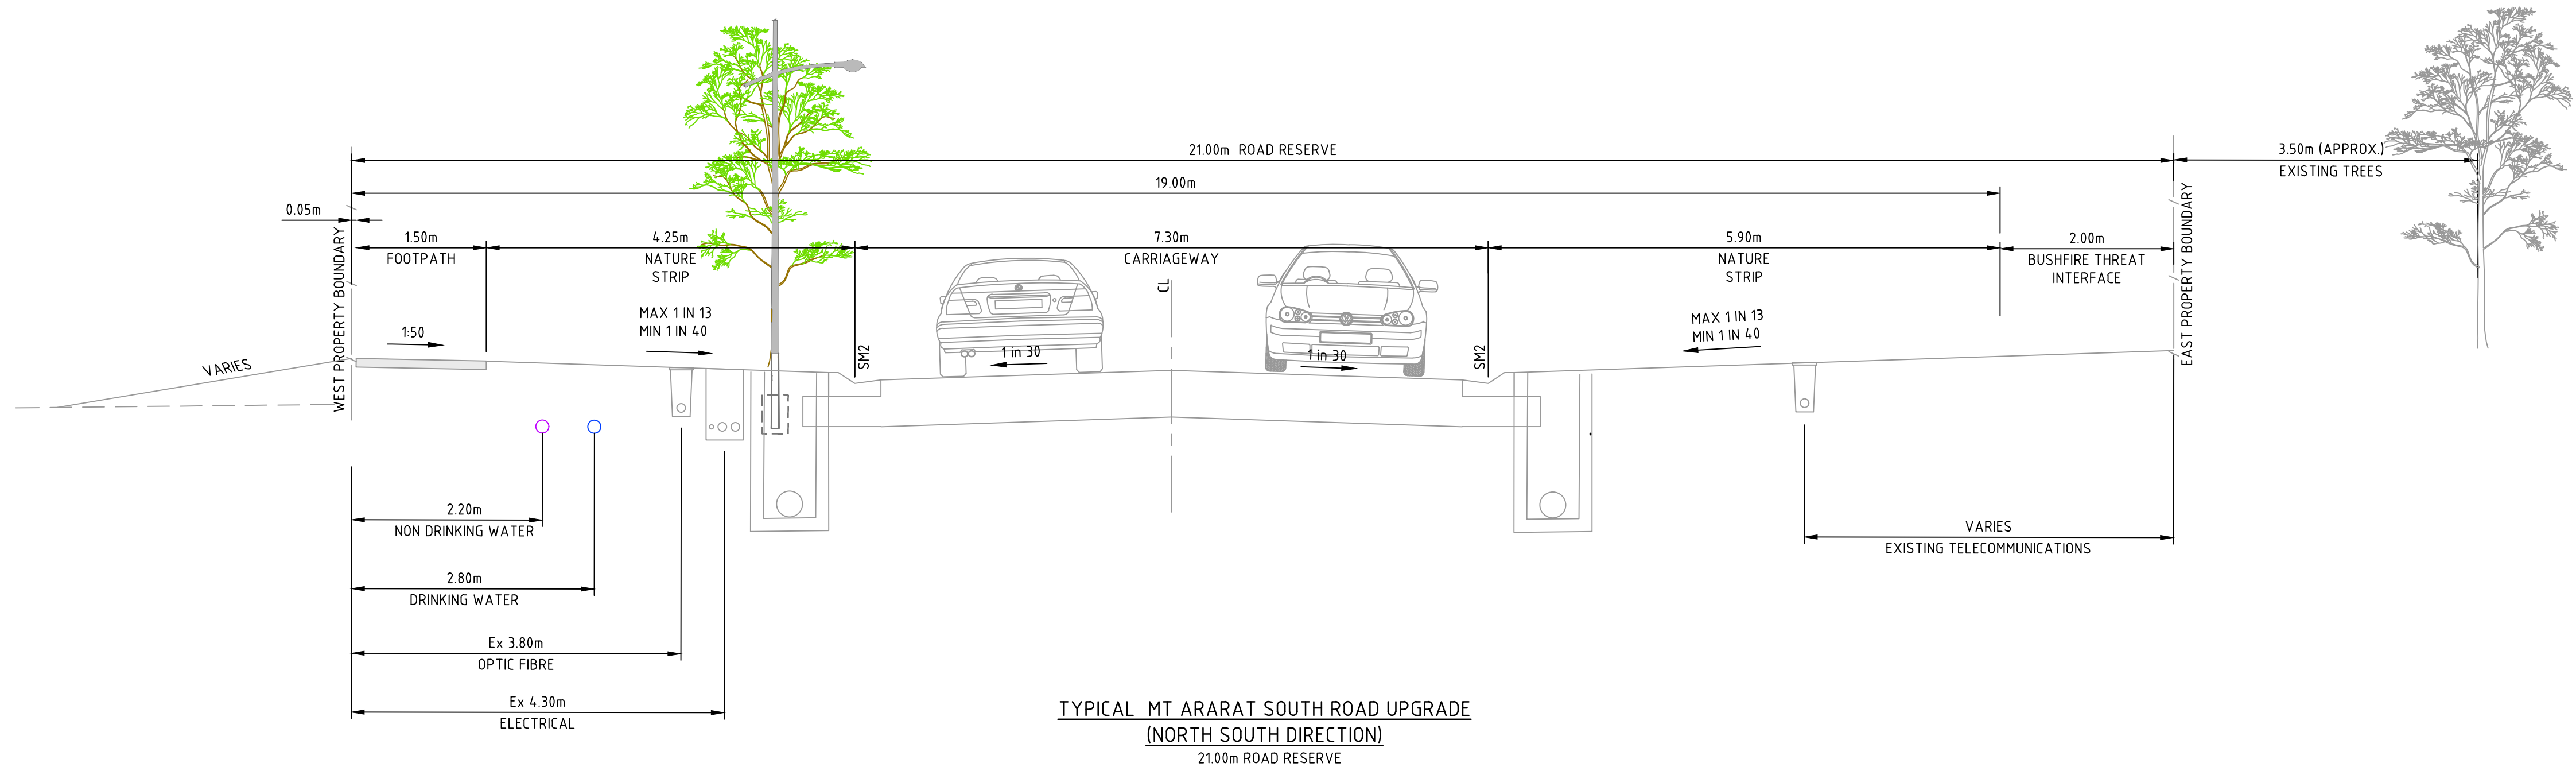 21.00m ROAD RESERVE
3.50m (APPROX.)
EXISTING TREES
19.00m
0.05m
1.50m
FOOTPATH
4.25m
NATURE
STRIP
7.30m
CARRIAGEWAY
5.90m
NATURE
STRIP
2.00m
BUSHFIRE THREAT
INTERFACE
WEST PROPERTY BOUNDARY
EAST PROPERTY BOUNDARY
CL
VARIES
1:50
MAX 1 IN 13
MIN 1 IN 40
SM2
1 in 30
1 in 30
SM2
MAX 1 IN 13
MIN 1 IN 40
2.20m
NON DRINKING WATER
2.80m
DRINKING WATER
Ex 3.80m
OPTIC FIBRE
Ex 4.30m
ELECTRICAL
VARIES
EXISTING TELECOMMUNICATIONS
TYPICAL MT ARARAT SOUTH ROAD UPGRADE
(NORTH SOUTH DIRECTION)
21.00m ROAD RESERVE